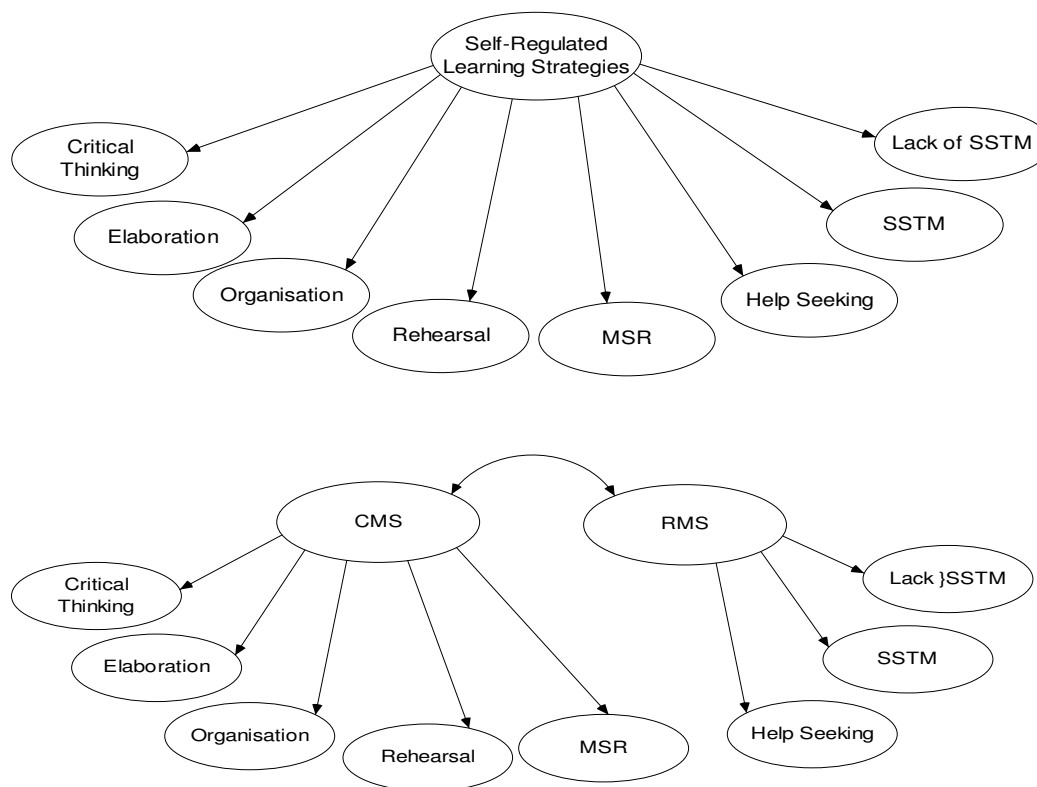 Self-Regulated
Learning Strategies
Critical
Thinking
Elaboration
Organisation
Rehearsal
MSR
Help Seeking
SSTM
Lack of SSTM
CMS
RMS
Critical
Thinking
Elaboration
Organisation
Rehearsal
MSR
Help Seeking
SSTM
Lack }SSTM